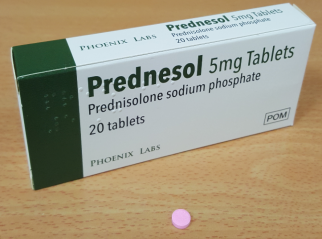 PHOENIX LABS
Prednesol 5mg Tablets
Prednisolone sodium phosphate
20 tablets
Prednesol 5mg Tablets
Prednisolone sodium phosphate
20 tablets
POM
PHOENIX LABS